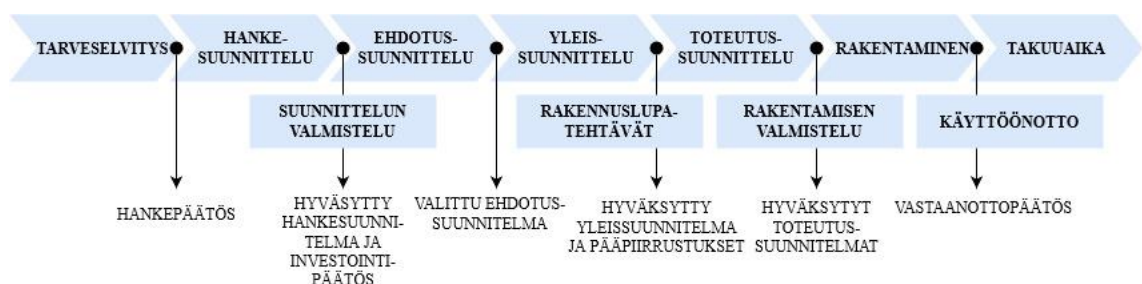 TARVESELVITYS
HANKE-
SUUNNITTELU
EHDOTUS-
SUUNNITTELU
YLEIS-
SUUNNITTELU
TOTEUTUS-
SUUNNITTELU
RAKENTAMINEN
TAKUUAIKA
SUUNNITTELUN
VALMISTELU
RAKENNUSLUPA-
TEHTÄVÄT
RAKENTAMISEN
VALMISTELU
KÄYTTÖÖNOTTO
HANKEPÄÄTÖS
HYVÄSYTTY
HANKESUUNNI-
TELMA JA
INVESTOINTI-
PÄÄTÖS
VALITTU EHDOTUS-
SUUNNITELMA
HYVÄKSYTTY
YLEISSUUNNITELMA
JA PÄÄPIIRRUSTUKSET
HYVÄKSYTYT
TOTEUTUS-
SUUNNITELMAT
VASTAANOTTOPÄÄTÖS